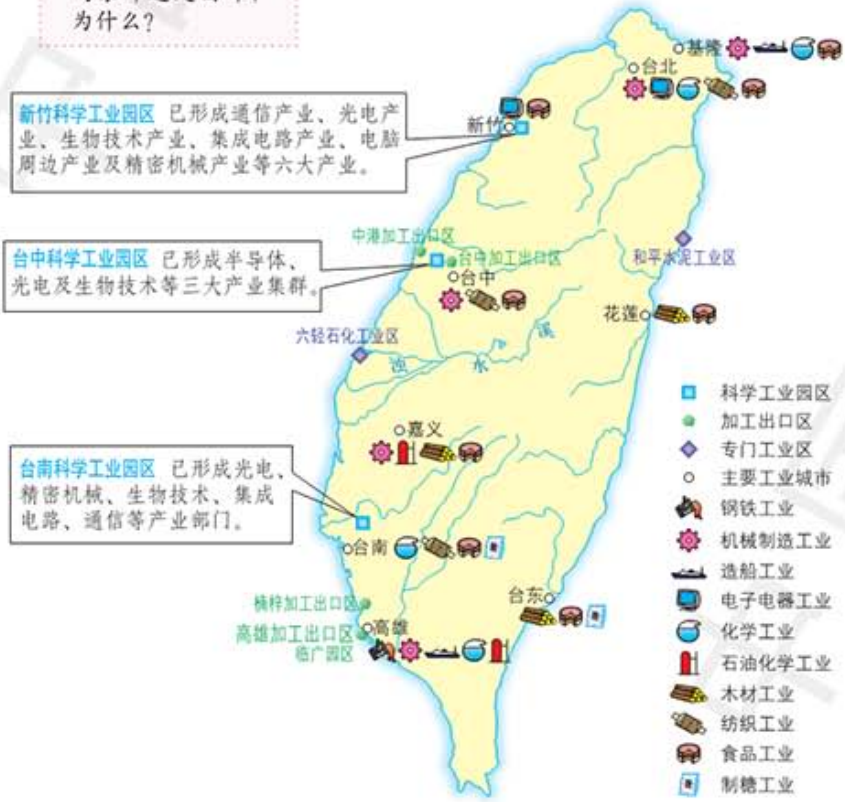 为什么?
基隆
台北
新竹科学工业园区 已形成通信产业、光电产
业、生物技术产业、集成电路产业、电脑
周边产业及精密机械产业等六大产业。
新竹
中港加工出口区
台中科学工业园区 已形成半导体、
光电及生物技术等三大产业集群。
台中加工出口区
台中
和平水泥工业区
花莲
六轻石化工业区
浊水溪
嘉义
台南科学工业园区 已形成光电、
精密机械、生物技术、集成
电路、通信等产业部门。
台南
台东
楠梓加工出口区
高雄加工出口区
高雄
临广园区
科学工业园区
加工出口区
专门工业区
主要工业城市
钢铁工业
机械制造工业
造船工业
电子电器工业
化学工业
石油化学工业
木材工业
纺织工业
食品工业
制糖工业